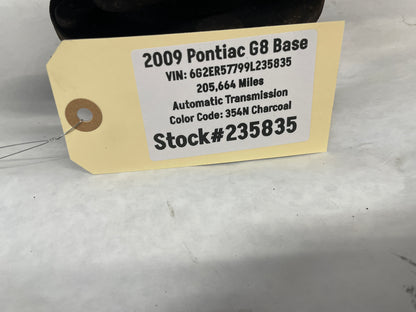 2009 Pontiac G8 Base
VIN: 6G2ER57799L235835
205,664 Miles
Automatic Transmission
Color Code: 354N Charcoal
Stock#235835